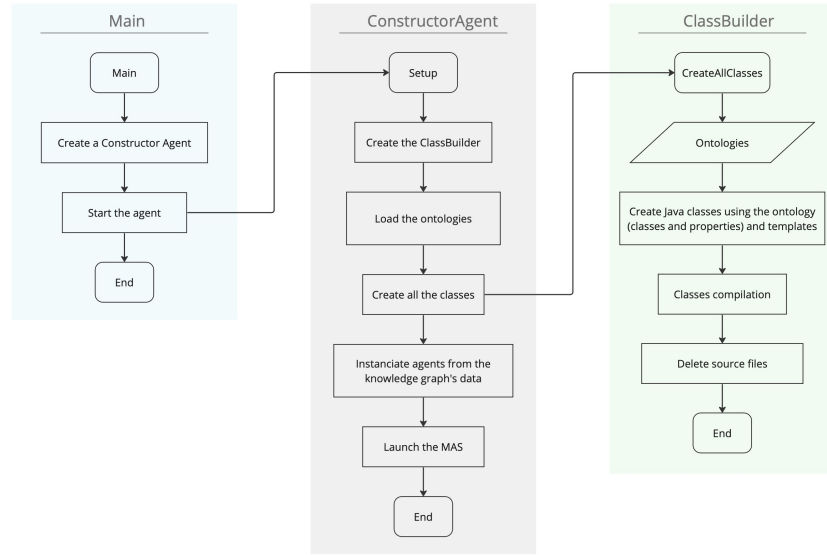 Main
Main
Create a Constructor Agent
Start the agent
End
ConstructorAgent
Setup
Create the ClassBuilder
Load the ontologies
Create all the classes
Instanciate agents from the
knowledge graph's data
Launch the MAS
End
ClassBuilder
CreateAllClasses
Ontologies
Create Java classes using the ontology
(classes and properties) and templates
Classes compilation
Delete source files
End